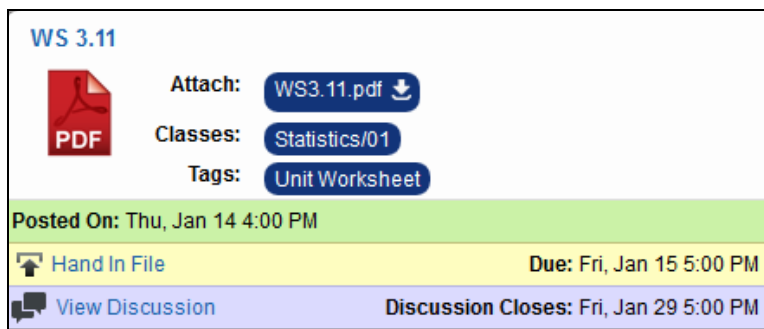 WS 3.11
PDF
Attach: WS3.11.pdf
Classes: Statistics/01
Tags: Unit Worksheet
Posted On: Thu, Jan 14 4:00 PM
Hand In File Due: Fri, Jan 15 5:00 PM
View Discussion Discussion Closes: Fri, Jan 29 5:00 PM